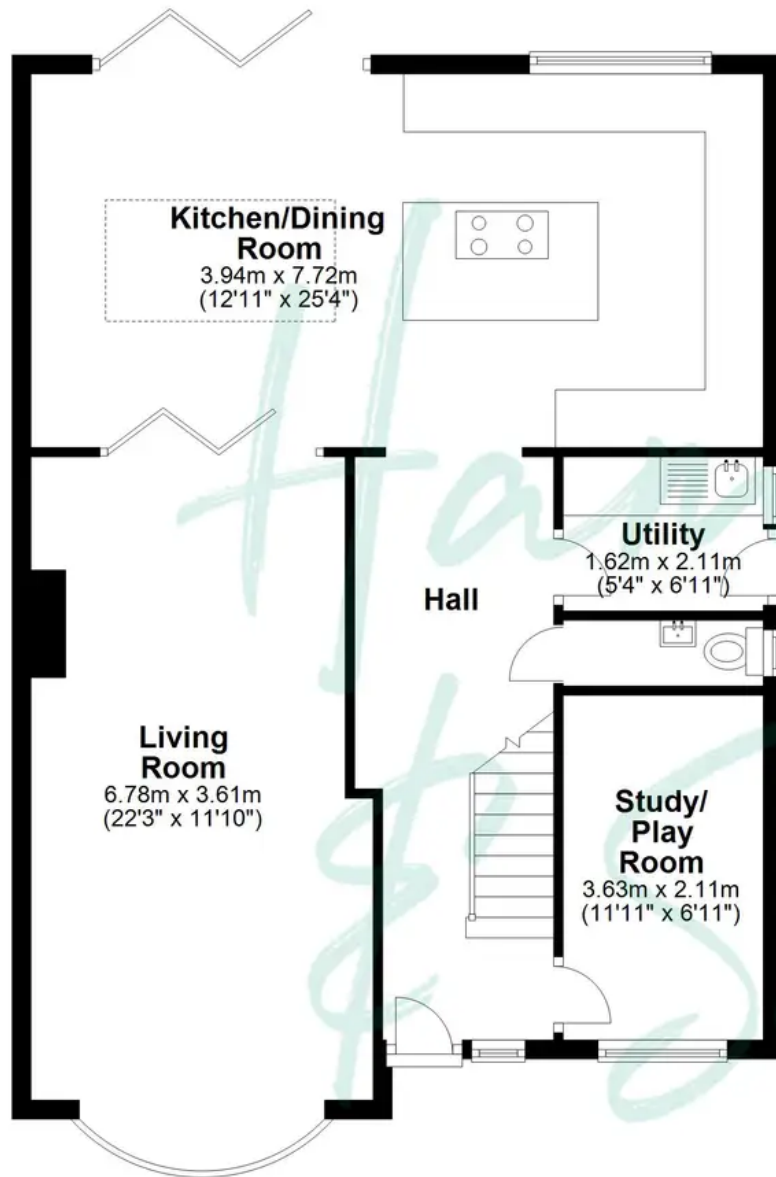 Kitchen/Dining
Room
3.94m x 7.72m
(12'11" x 25'4")
Utility
1.62m x 2.11m
(5'4" x 6'11")
Hall
Living
Room
6.78m x 3.61m
(22'3" x 11'10")
Study/
Play
Room
3.63m x 2.11m
(11'11" x 6'11")
Har
& S